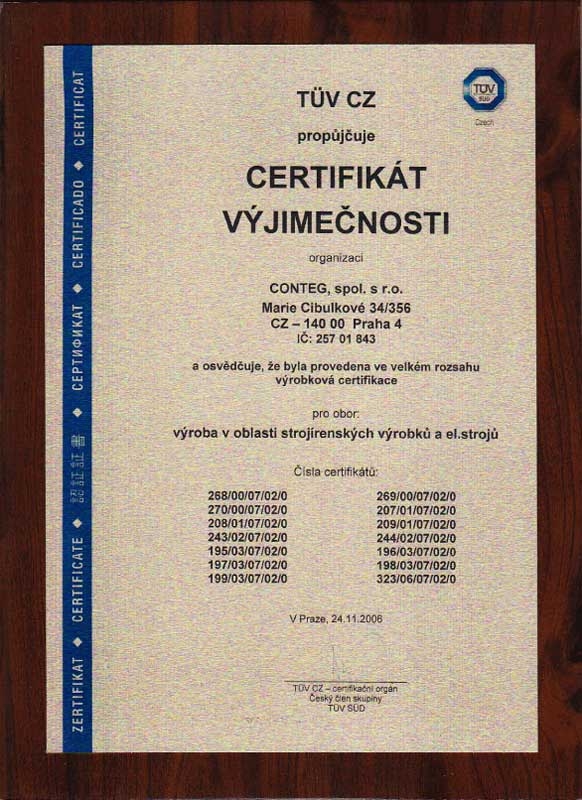 TÜV
SÜD
Czech
TÜV CZ
propůjčuje
CERTIFIKÁT
VÝJIMEČNOSTI
organizaci
CONTEG, spol. s r.o.
Marie Cibulkové 34/356
CZ – 140 00 Praha 4
IČ: 257 01 843
a osvědčuje, že byla provedena ve velkém rozsahu
výrobková certifikace
pro obor:
výroba v oblasti strojírenských výrobků a el.strojů
Čísla certifikátů:
268/00/07/02/0 269/00/07/02/0
270/00/07/02/0 207/01/07/02/0
208/01/07/02/0 209/01/07/02/0
243/02/07/02/0 244/02/07/02/0
195/03/07/02/0 196/03/07/02/0
197/03/07/02/0 198/03/07/02/0
199/03/07/02/0 323/06/07/02/0
V Praze, 24.11.2006
TÜV CZ – certifikační orgán
Český člen skupiny
TÜV SÜD
ZERTIFIKAT ◆ CERTIFICATE ◆ 認証証書 ◆ СЕРТИФИКАТ ◆ CERTIFICADO ◆ CERTIFICAT